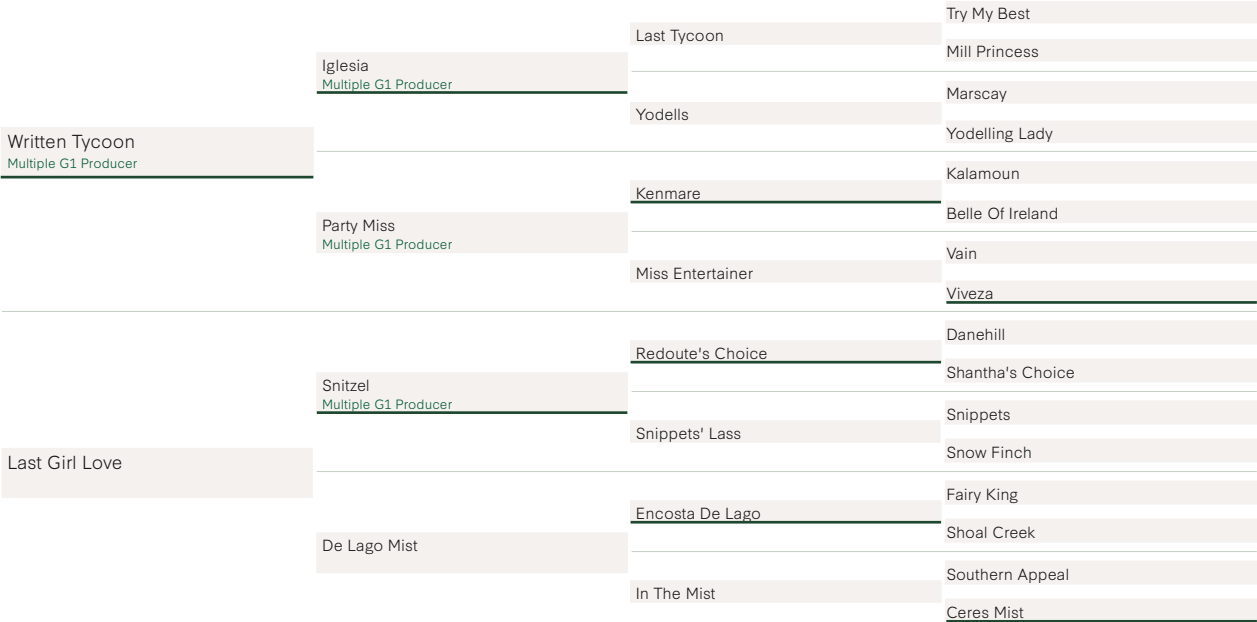 Written Tycoon
Multiple G1 Producer
Last Girl Love
Iglesia
Multiple G1 Producer
Party Miss
Multiple G1 Producer
Snitzel
Multiple G1 Producer
De Lago Mist
Last Tycoon
Yodells
Kenmare
Miss Entertainer
Redoute's Choice
Snippets' Lass
Encosta De Lago
In The Mist
Try My Best
Mill Princess
Marscay
Yodelling Lady
Kalamoun
Belle Of Ireland
Vain
Viveza
Danehill
Shantha's Choice
Snippets
Snow Finch
Fairy King
Shoal Creek
Southern Appeal
Ceres Mist